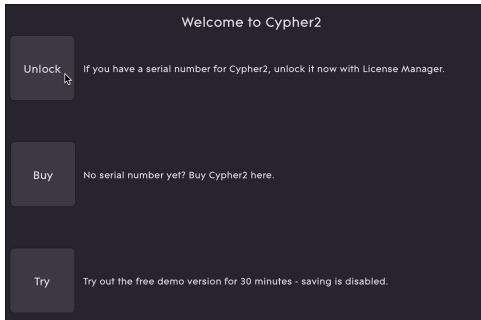 Welcome to Cypher2
Unlock
If you have a serial number for Cypher2, unlock it now with License Manager.
Buy
No serial number yet? Buy Cypher2 here.
Try
Try out the free demo version for 30 minutes - saving is disabled.